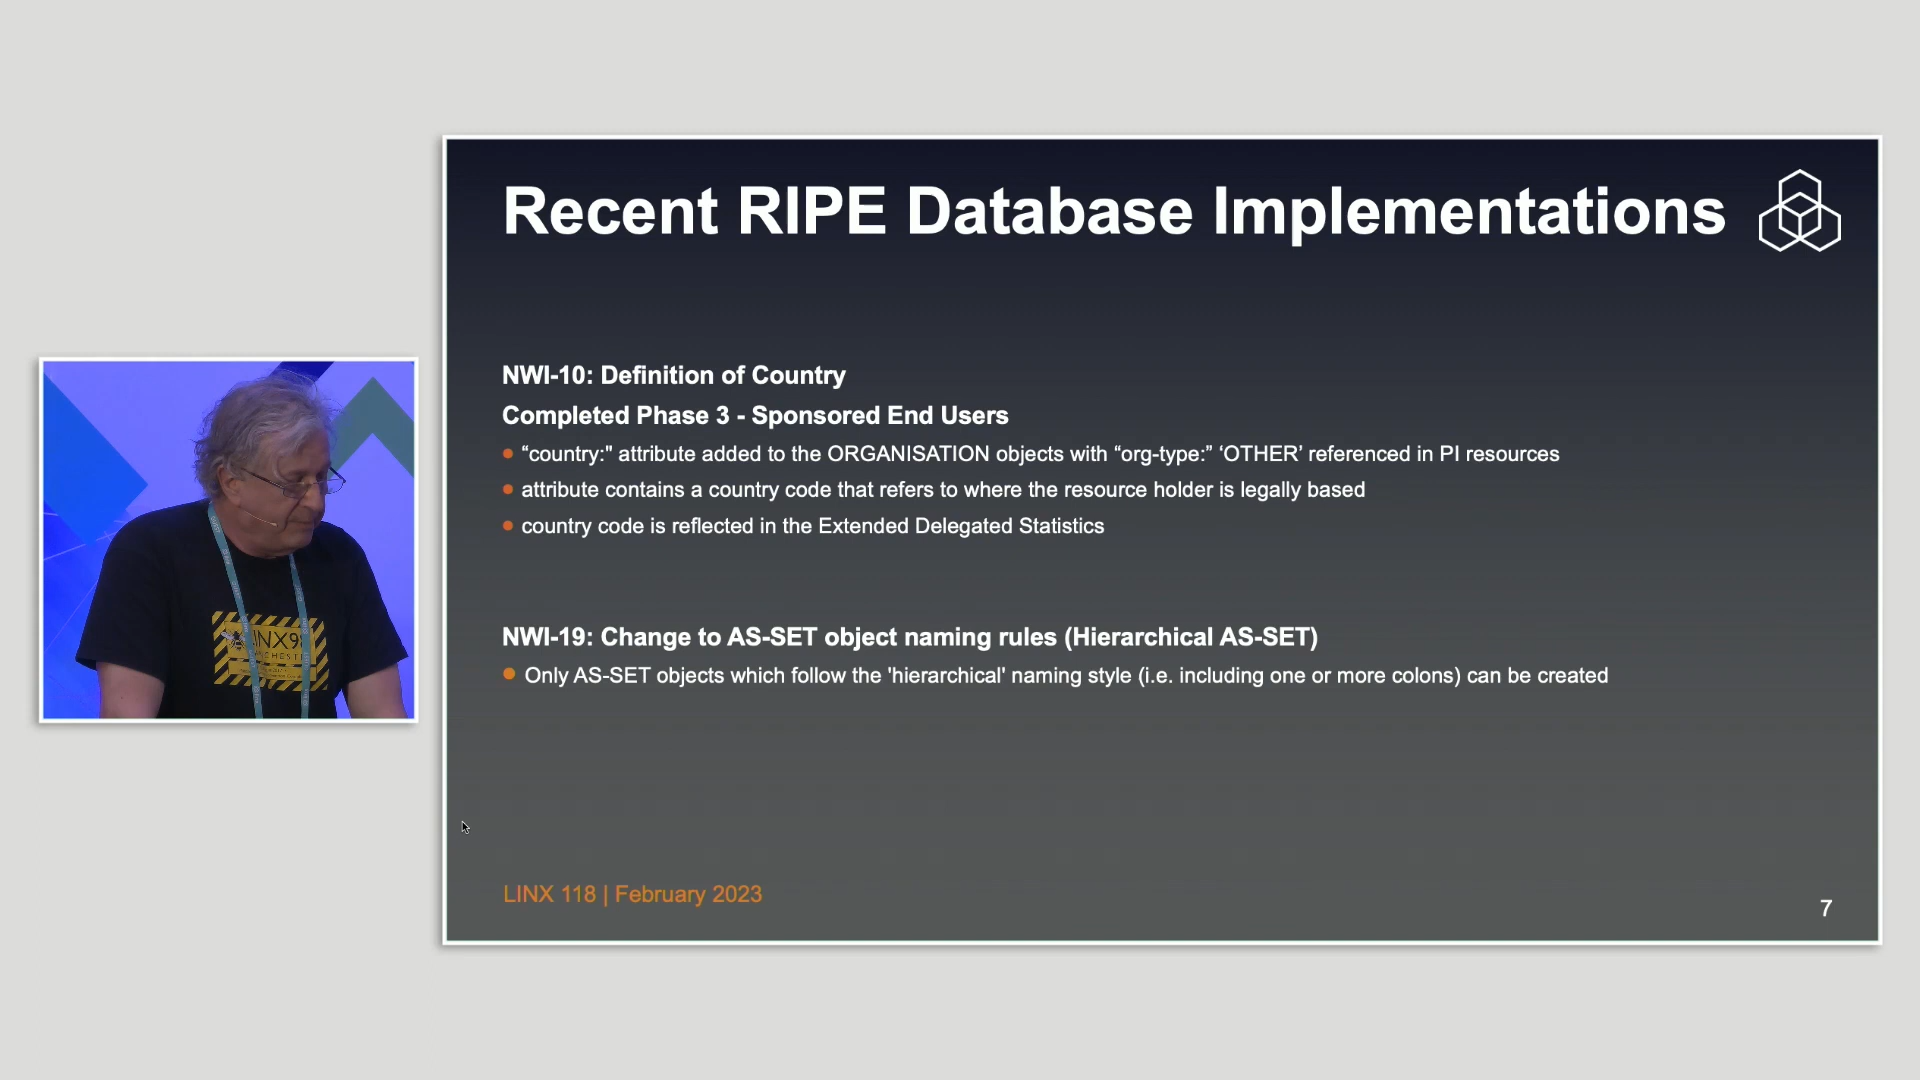 Recent RIPE Database Implementations
NWI-10: Definition of Country
Completed Phase 3 - Sponsored End Users
“country:" attribute added to the ORGANISATION objects with “org-type:” ‘OTHER’ referenced in PI resources
attribute contains a country code that refers to where the resource holder is legally based
country code is reflected in the Extended Delegated Statistics
NWI-19: Change to AS-SET object naming rules (Hierarchical AS-SET)
Only AS-SET objects which follow the 'hierarchical' naming style (i.e. including one or more colons) can be created
LINX 118 | February 2023
7